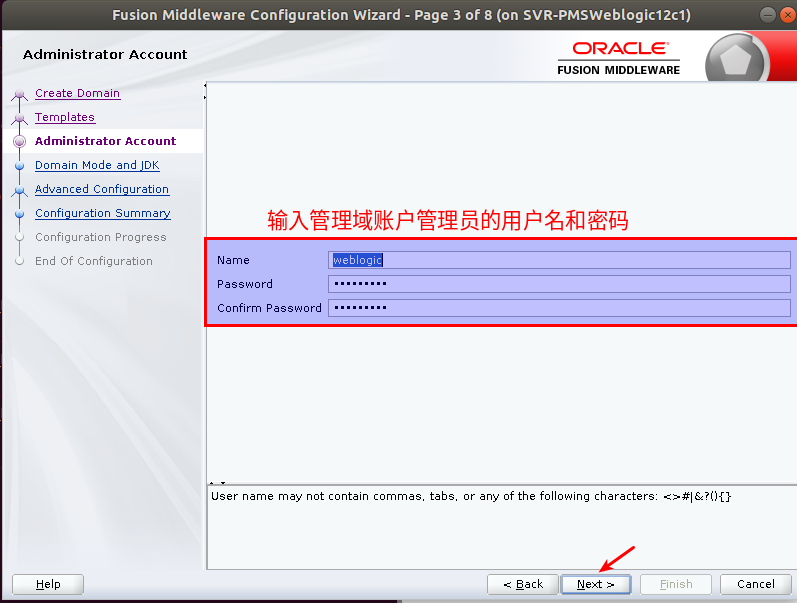 Fusion Middleware Configuration Wizard - Page 3 of 8 (on SVR-PMSWeblogic12c1)
Administrator Account
ORACLE
FUSION MIDDLEWARE
Create Domain
Templates
Administrator Account
Domain Mode and JDK
Advanced Configuration
Configuration Summary
Configuration Progress
End Of Configuration
输入管理域账户管理员的用户名和密码
Name weblogic
Password •••••••••
Confirm Password •••••••••
User name may not contain commas, tabs, or any of the following characters: <>#|&?(){}
Help
< Back
Next >
Finish
Cancel